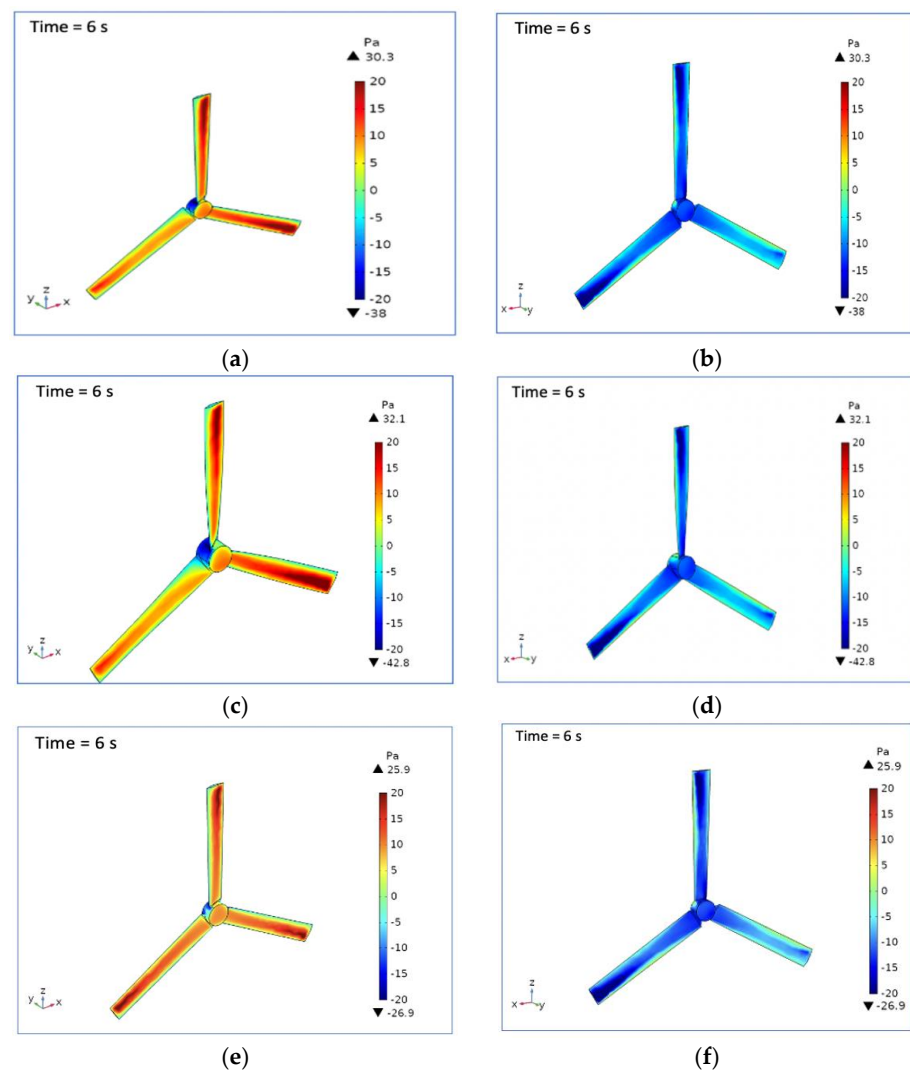 Time = 6 s
Pa
▲ 30.3
20
15
10
5
0
-5
-10
-15
-20
▼ -38
z
y
x
(a)
Time = 6 s
Pa
▲ 30.3
20
15
10
5
0
-5
-10
-15
-20
▼ -38
z
x
y
(b)
Time = 6 s
Pa
▲ 32.1
20
15
10
5
0
-5
-10
-15
-20
▼ -42.8
z
y
x
(c)
Time = 6 s
Pa
▲ 32.1
20
15
10
5
0
-5
-10
-15
-20
▼ -42.8
z
x
y
(d)
Time = 6 s
Pa
▲ 25.9
20
15
10
5
0
-5
-10
-15
-20
▼ -26.9
z
y
x
(e)
Time = 6 s
Pa
▲ 25.9
20
15
10
5
0
-5
-10
-15
-20
▼ -26.9
z
x
y
(f)